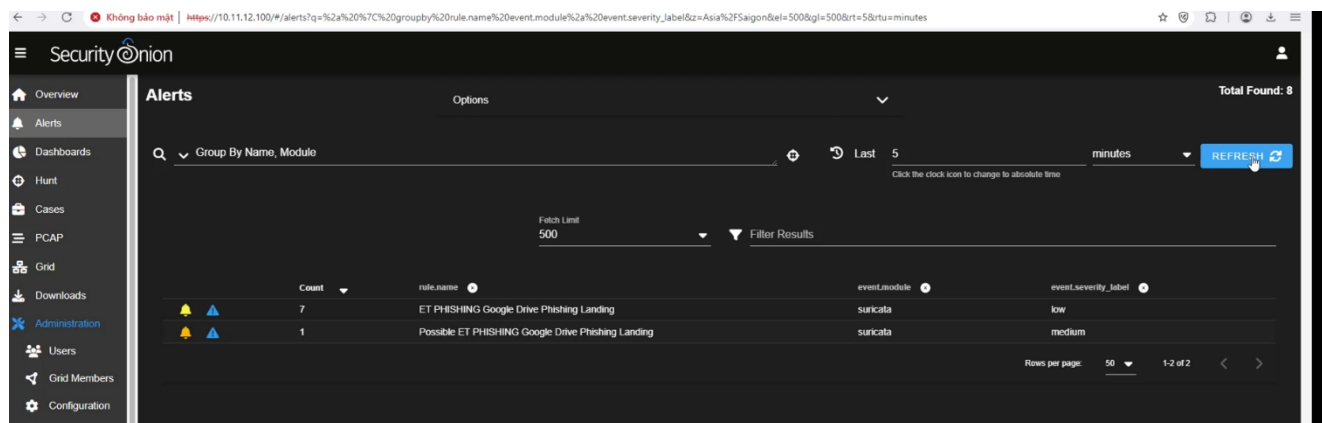 Không bảo mật https://10.11.12.100/#/alerts?q=%2a%20%7C%20groupby%20rule.name%20event.module%2a%20event.severity_label&z=Asia%2FSaigon&el=500&gl=500&rt=5&rtu=minutes
Security Onion
Overview
Alerts
Dashboards
Hunt
Cases
PCAP
Grid
Downloads
Administration
Users
Grid Members
Configuration
Alerts
Options
Total Found: 8
Group By Name, Module
Last 5 minutes
REFRESH
Click the clock icon to change to absolute time
Fetch Limit
500
Filter Results
Count rule.name event.module event.severity_label
7 ET PHISHING Google Drive Phishing Landing suricata low
1 Possible ET PHISHING Google Drive Phishing Landing suricata medium
Rows per page: 50 1-2 of 2